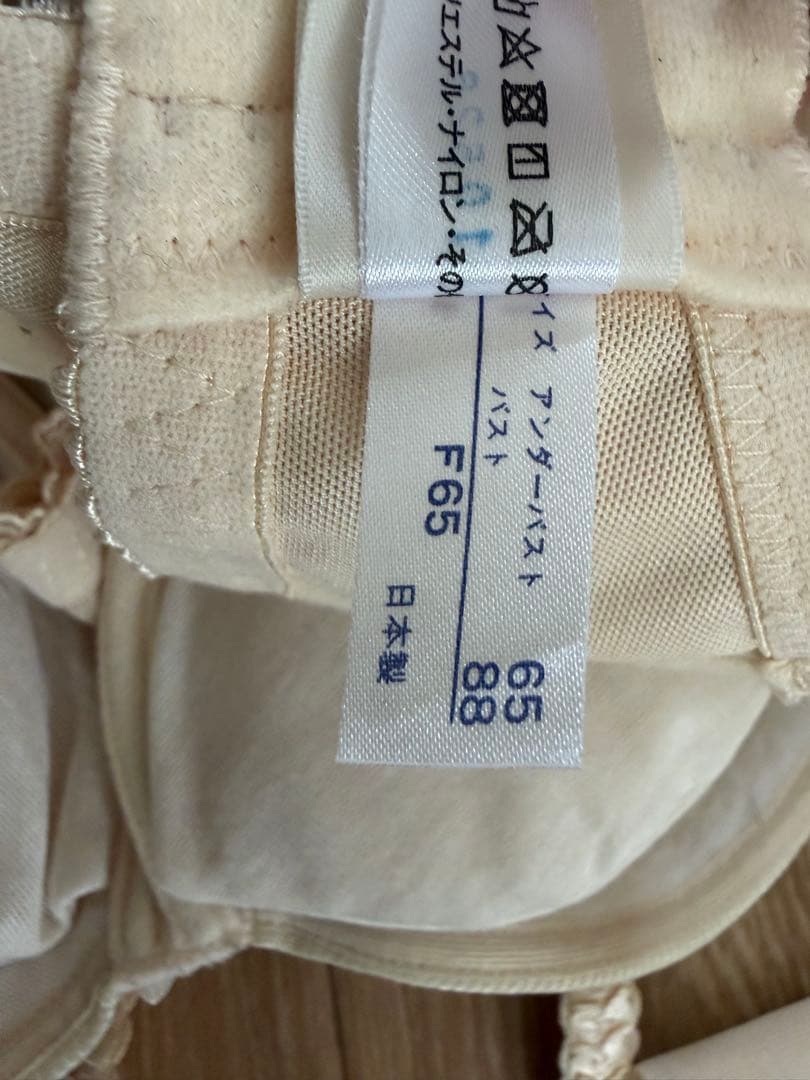 リエステル・ナイロン・その
イズ アンダーバスト 65
バスト 88
F65
日本製